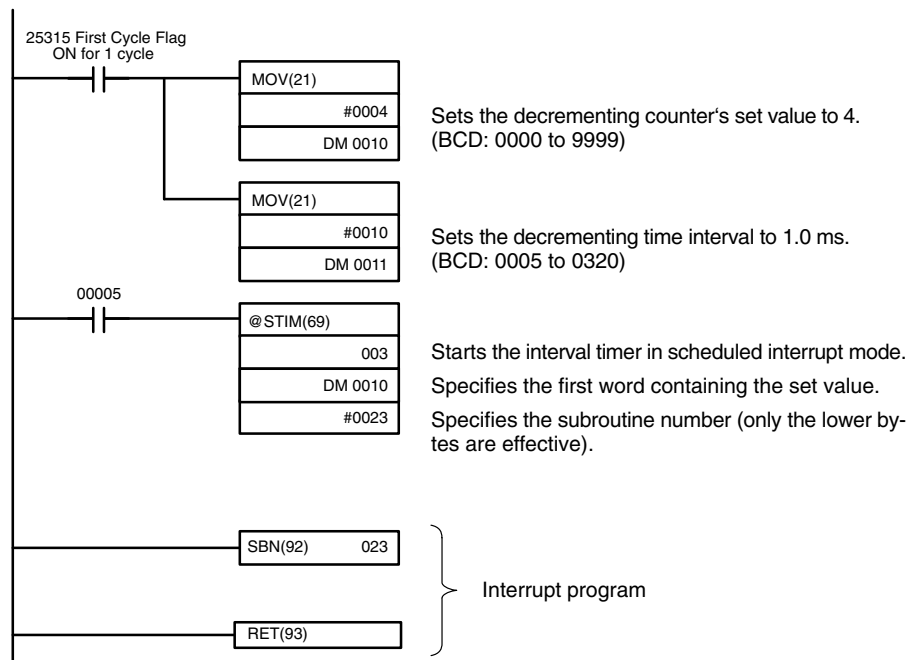 25315 First Cycle Flag
ON for 1 cycle
MOV(21)
#0004
DM 0010
Sets the decrementing counter‘s set value to 4.
(BCD: 0000 to 9999)
MOV(21)
#0010
DM 0011
Sets the decrementing time interval to 1.0 ms.
(BCD: 0005 to 0320)
00005
@STIM(69)
003
Starts the interval timer in scheduled interrupt mode.
DM 0010
Specifies the first word containing the set value.
#0023
Specifies the subroutine number (only the lower by-
tes are effective).
SBN(92) 023
Interrupt program
RET(93)